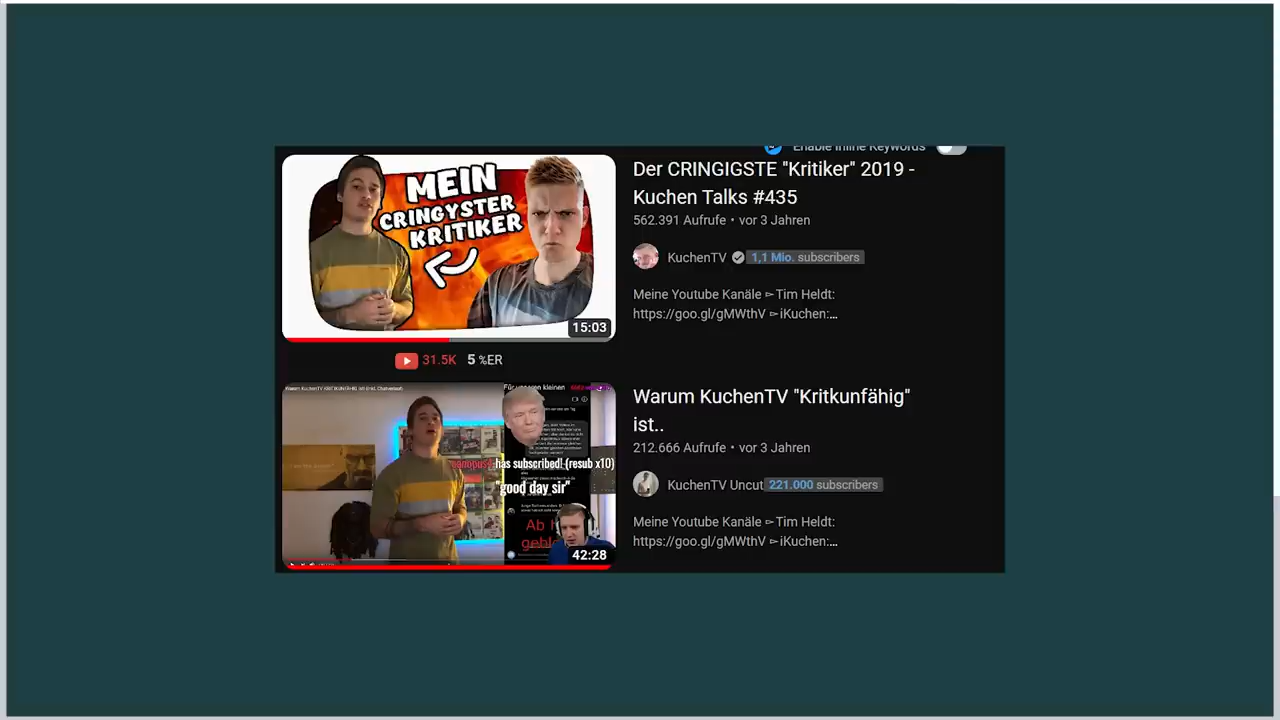 Enable Inline Keywords
MEIN
CRINGYSTER
KRITIKER
15:03
Der CRINGIGSTE "Kritiker" 2019 -
Kuchen Talks #435
562.391 Aufrufe • vor 3 Jahren
KuchenTV 1,1 Mio. subscribers
Meine Youtube Kanäle ►Tim Heldt:
https://goo.gl/gMWthV ►iKuchen:…
31.5K 5 %ER
Für unseren kleinen
has subscribed! (resub x10)
"good day sir"
Ab
42:28
Warum KuchenTV "Kritkunfähig"
ist..
212.666 Aufrufe • vor 3 Jahren
KuchenTV Uncut 221.000 subscribers
Meine Youtube Kanäle ►Tim Heldt:
https://goo.gl/gMWthV ►iKuchen:…